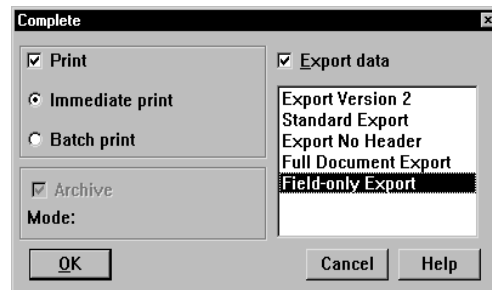 Complete
Print
Immediate print
Batch print
Archive
Mode:
Export data
Export Version 2
Standard Export
Export No Header
Full Document Export
Field-only Export
OK
Cancel
Help